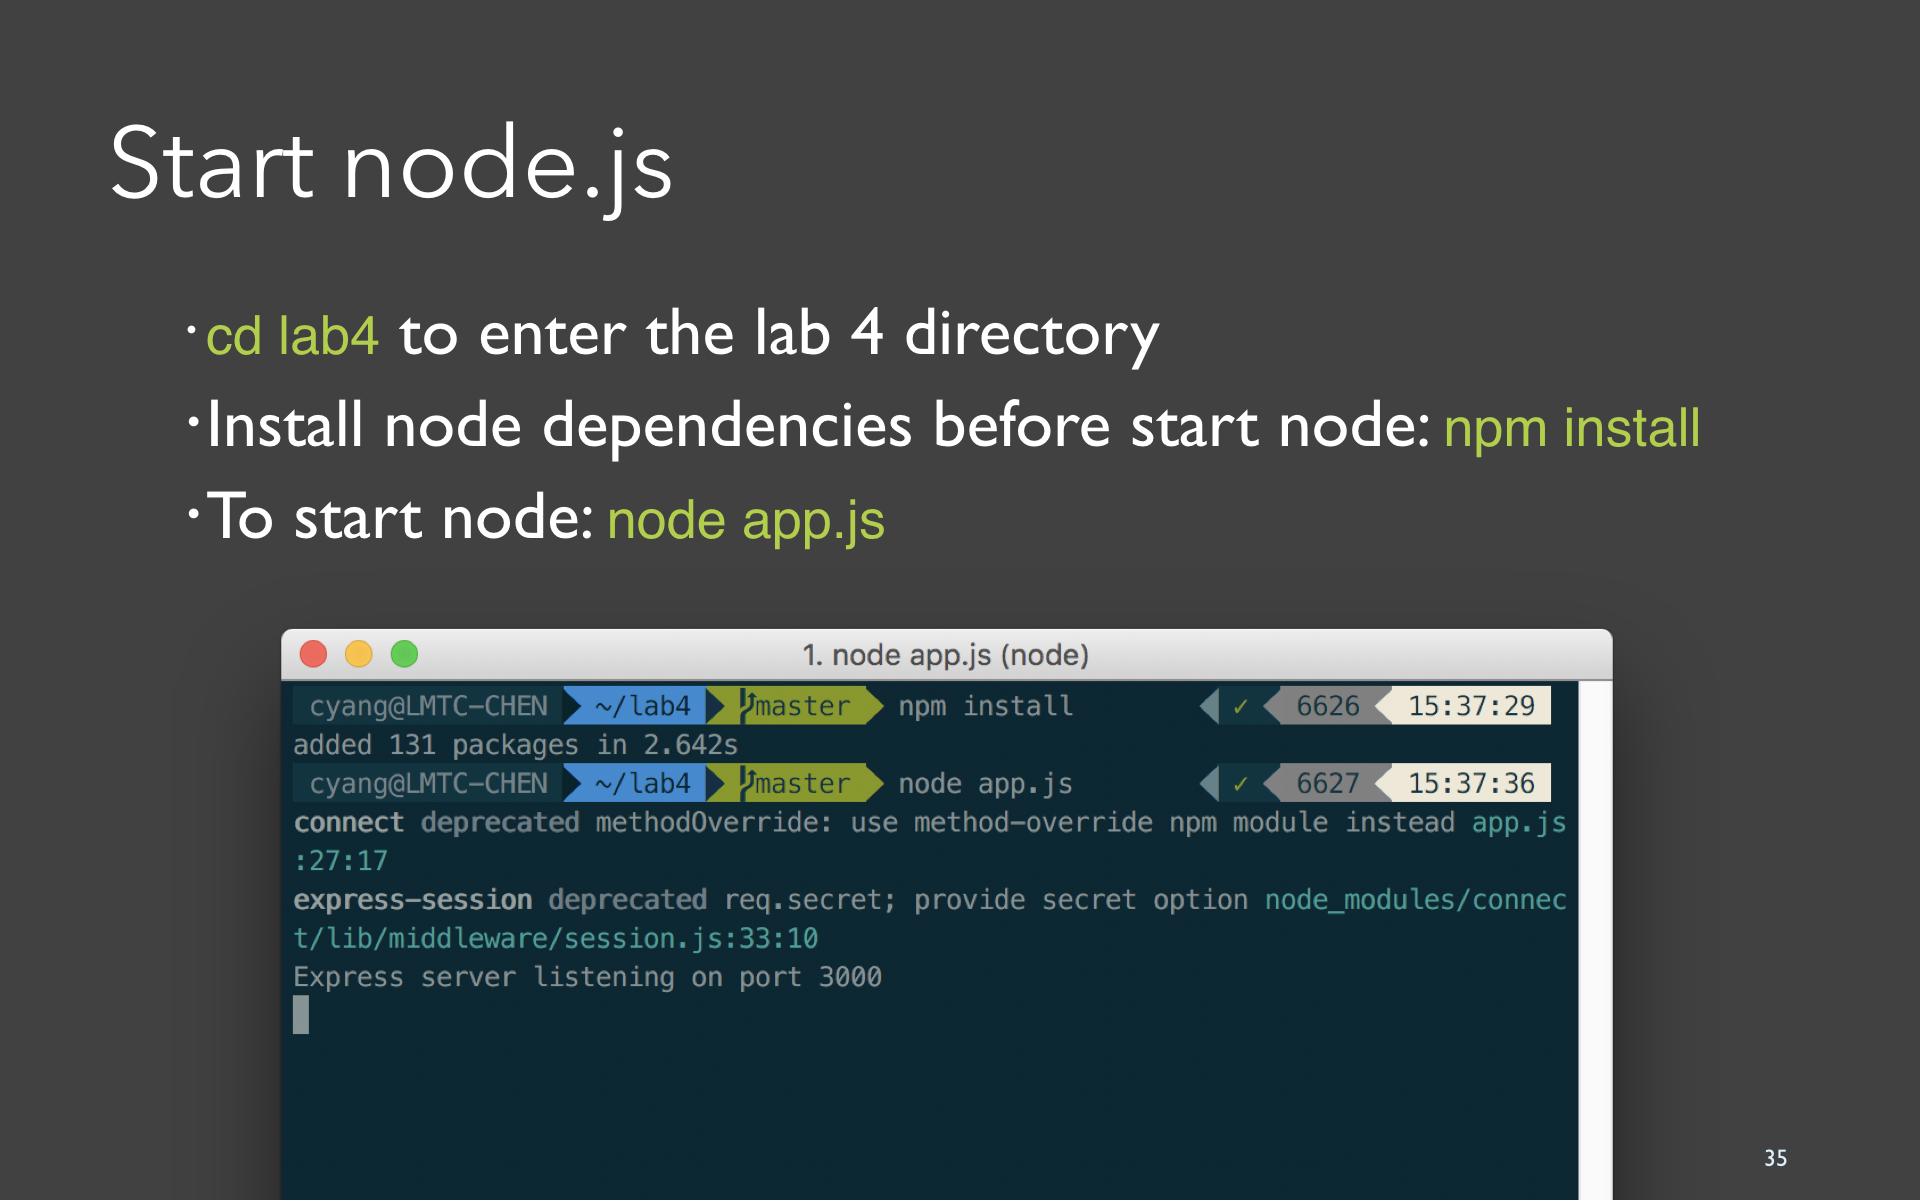 Start node.js
· cd lab4 to enter the lab 4 directory
· Install node dependencies before start node: npm install
· To start node: node app.js
1. node app.js (node)
cyang@LMTC-CHEN ~/lab4 master npm install ✓ 6626 15:37:29
added 131 packages in 2.642s
cyang@LMTC-CHEN ~/lab4 master node app.js ✓ 6627 15:37:36
connect deprecated methodOverride: use method-override npm module instead app.js
:27:17
express-session deprecated req.secret; provide secret option node_modules/connec
t/lib/middleware/session.js:33:10
Express server listening on port 3000
35